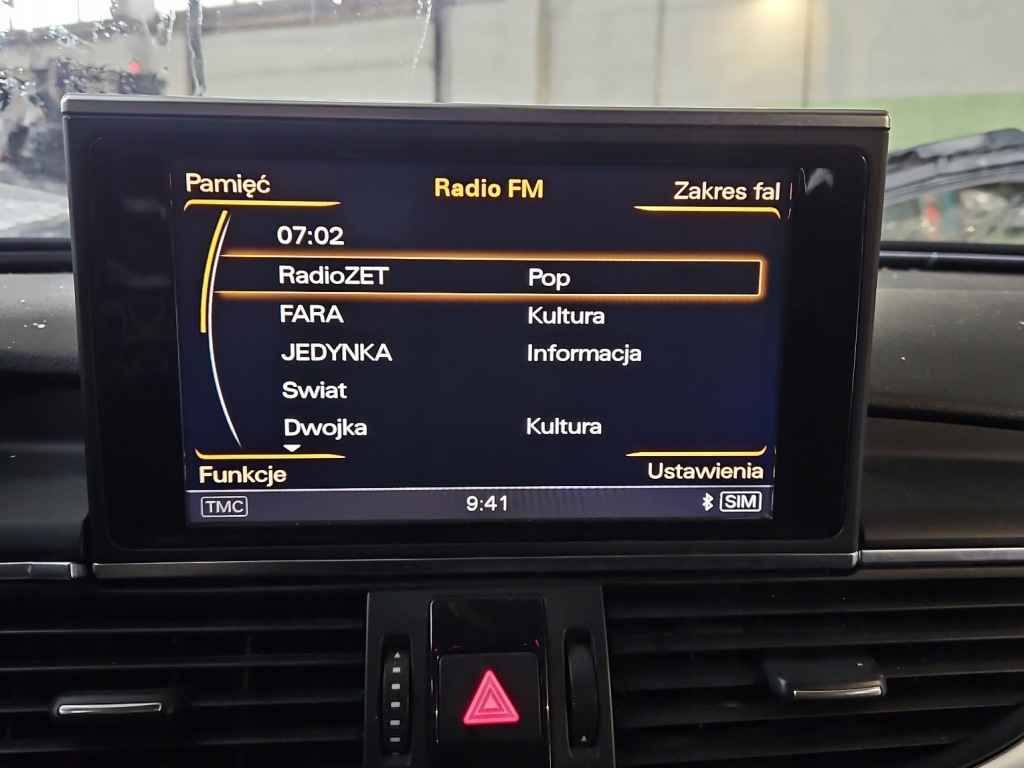 Pamięć Radio FM Zakres fal
07:02
RadioZET Pop
FARA Kultura
JEDYNKA Informacja
Swiat
Dwojka Kultura
Funkcje Ustawienia
TMC 9:41 SIM